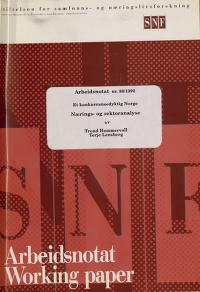 Stiftelsen for samfunns- og næringslivsforskning
SNF
Arbeidsnotat nr. 80/1992
Et konkurransedyktig Norge
Nærings- og sektoranalyse
av
Trond Hammervoll
Terje Lensberg
SNF
Arbeidsnotat
Working paper